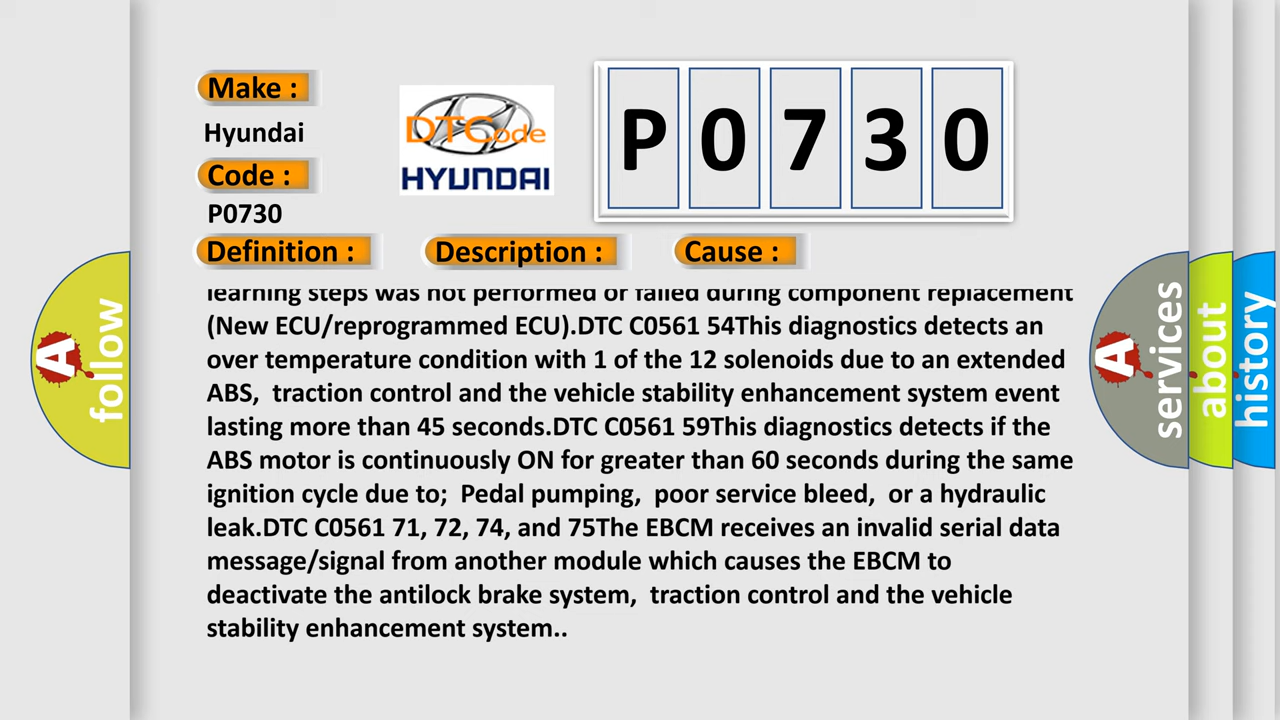 Make :
Hyundai
Code :
P0730
DTCode
HYUNDAI
P0730
Definition :
Description :
Cause :
learning steps was not performed or failed during component replacement
(New ECU/reprogrammed ECU).DTC C0561 54This diagnostics detects an
over temperature condition with 1 of the 12 solenoids due to an extended
ABS,  traction control and the vehicle stability enhancement system event
lasting more than 45 seconds.DTC C0561 59This diagnostics detects if the
ABS motor is continuously ON for greater than 60 seconds during the same
ignition cycle due to;  Pedal pumping,  poor service bleed,  or a hydraulic
leak.DTC C0561 71, 72, 74, and 75The EBCM receives an invalid serial data
message/signal from another module which causes the EBCM to
deactivate the antilock brake system,  traction control and the vehicle
stability enhancement system..
A follow
A services
about
history